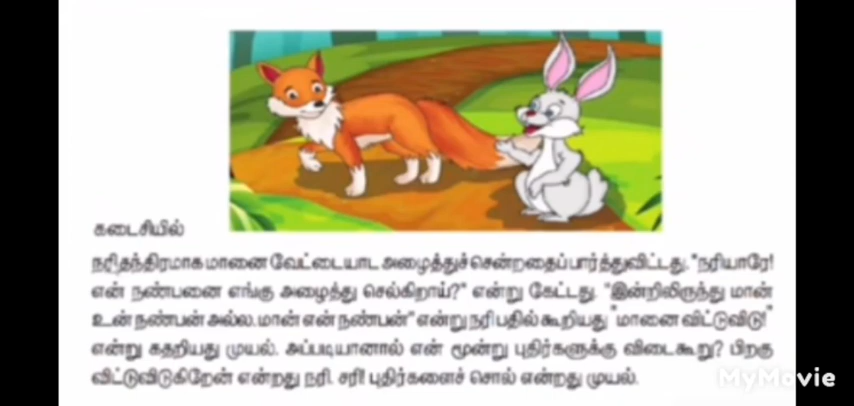 கடைசியில்
நரிதந்திரமாக மானை வேட்டையாட அழைத்துச் சென்றதைப் பார்த்துவிட்டது. "நரியாரே!
என் நண்பனை எங்கு அழைத்து செல்கிறாய்?" என்று கேட்டது. "இன்றிலிருந்து மான்
உன் நண்பன் அல்ல. மான் என் நண்பன்" என்று நரி பதில் கூறியது "மானை விட்டுவிடு!"
என்று கதறியது முயல். அப்படியானால் என் மூன்று புதிர்களுக்கு விடைகூறு? பிறகு
விட்டுவிடுகிறேன் என்றது நரி. சரி! புதிர்களைச் சொல் என்றது முயல்.
MyMovie